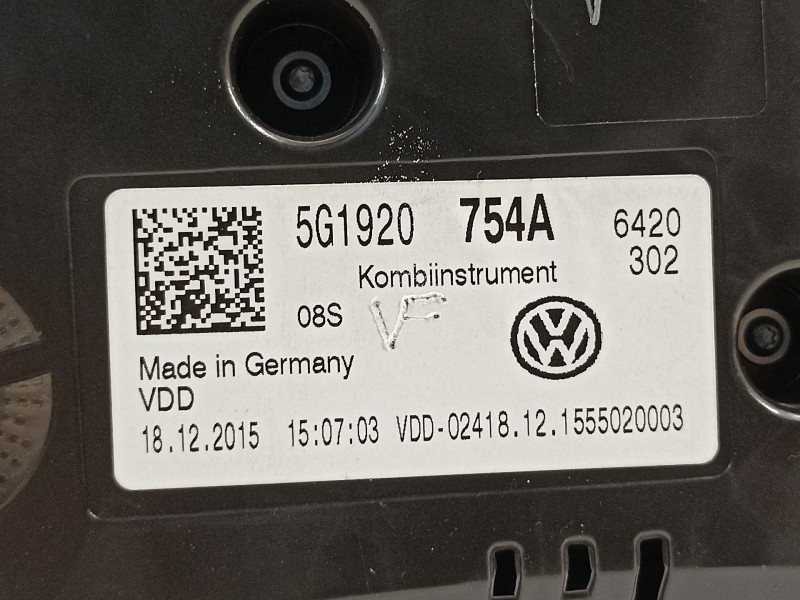 5G1920 754A 6420
302
Kombiinstrument
08S VF
Made in Germany
VDD
18.12.2015 15:07:03 VDD-02418.12.1555020003